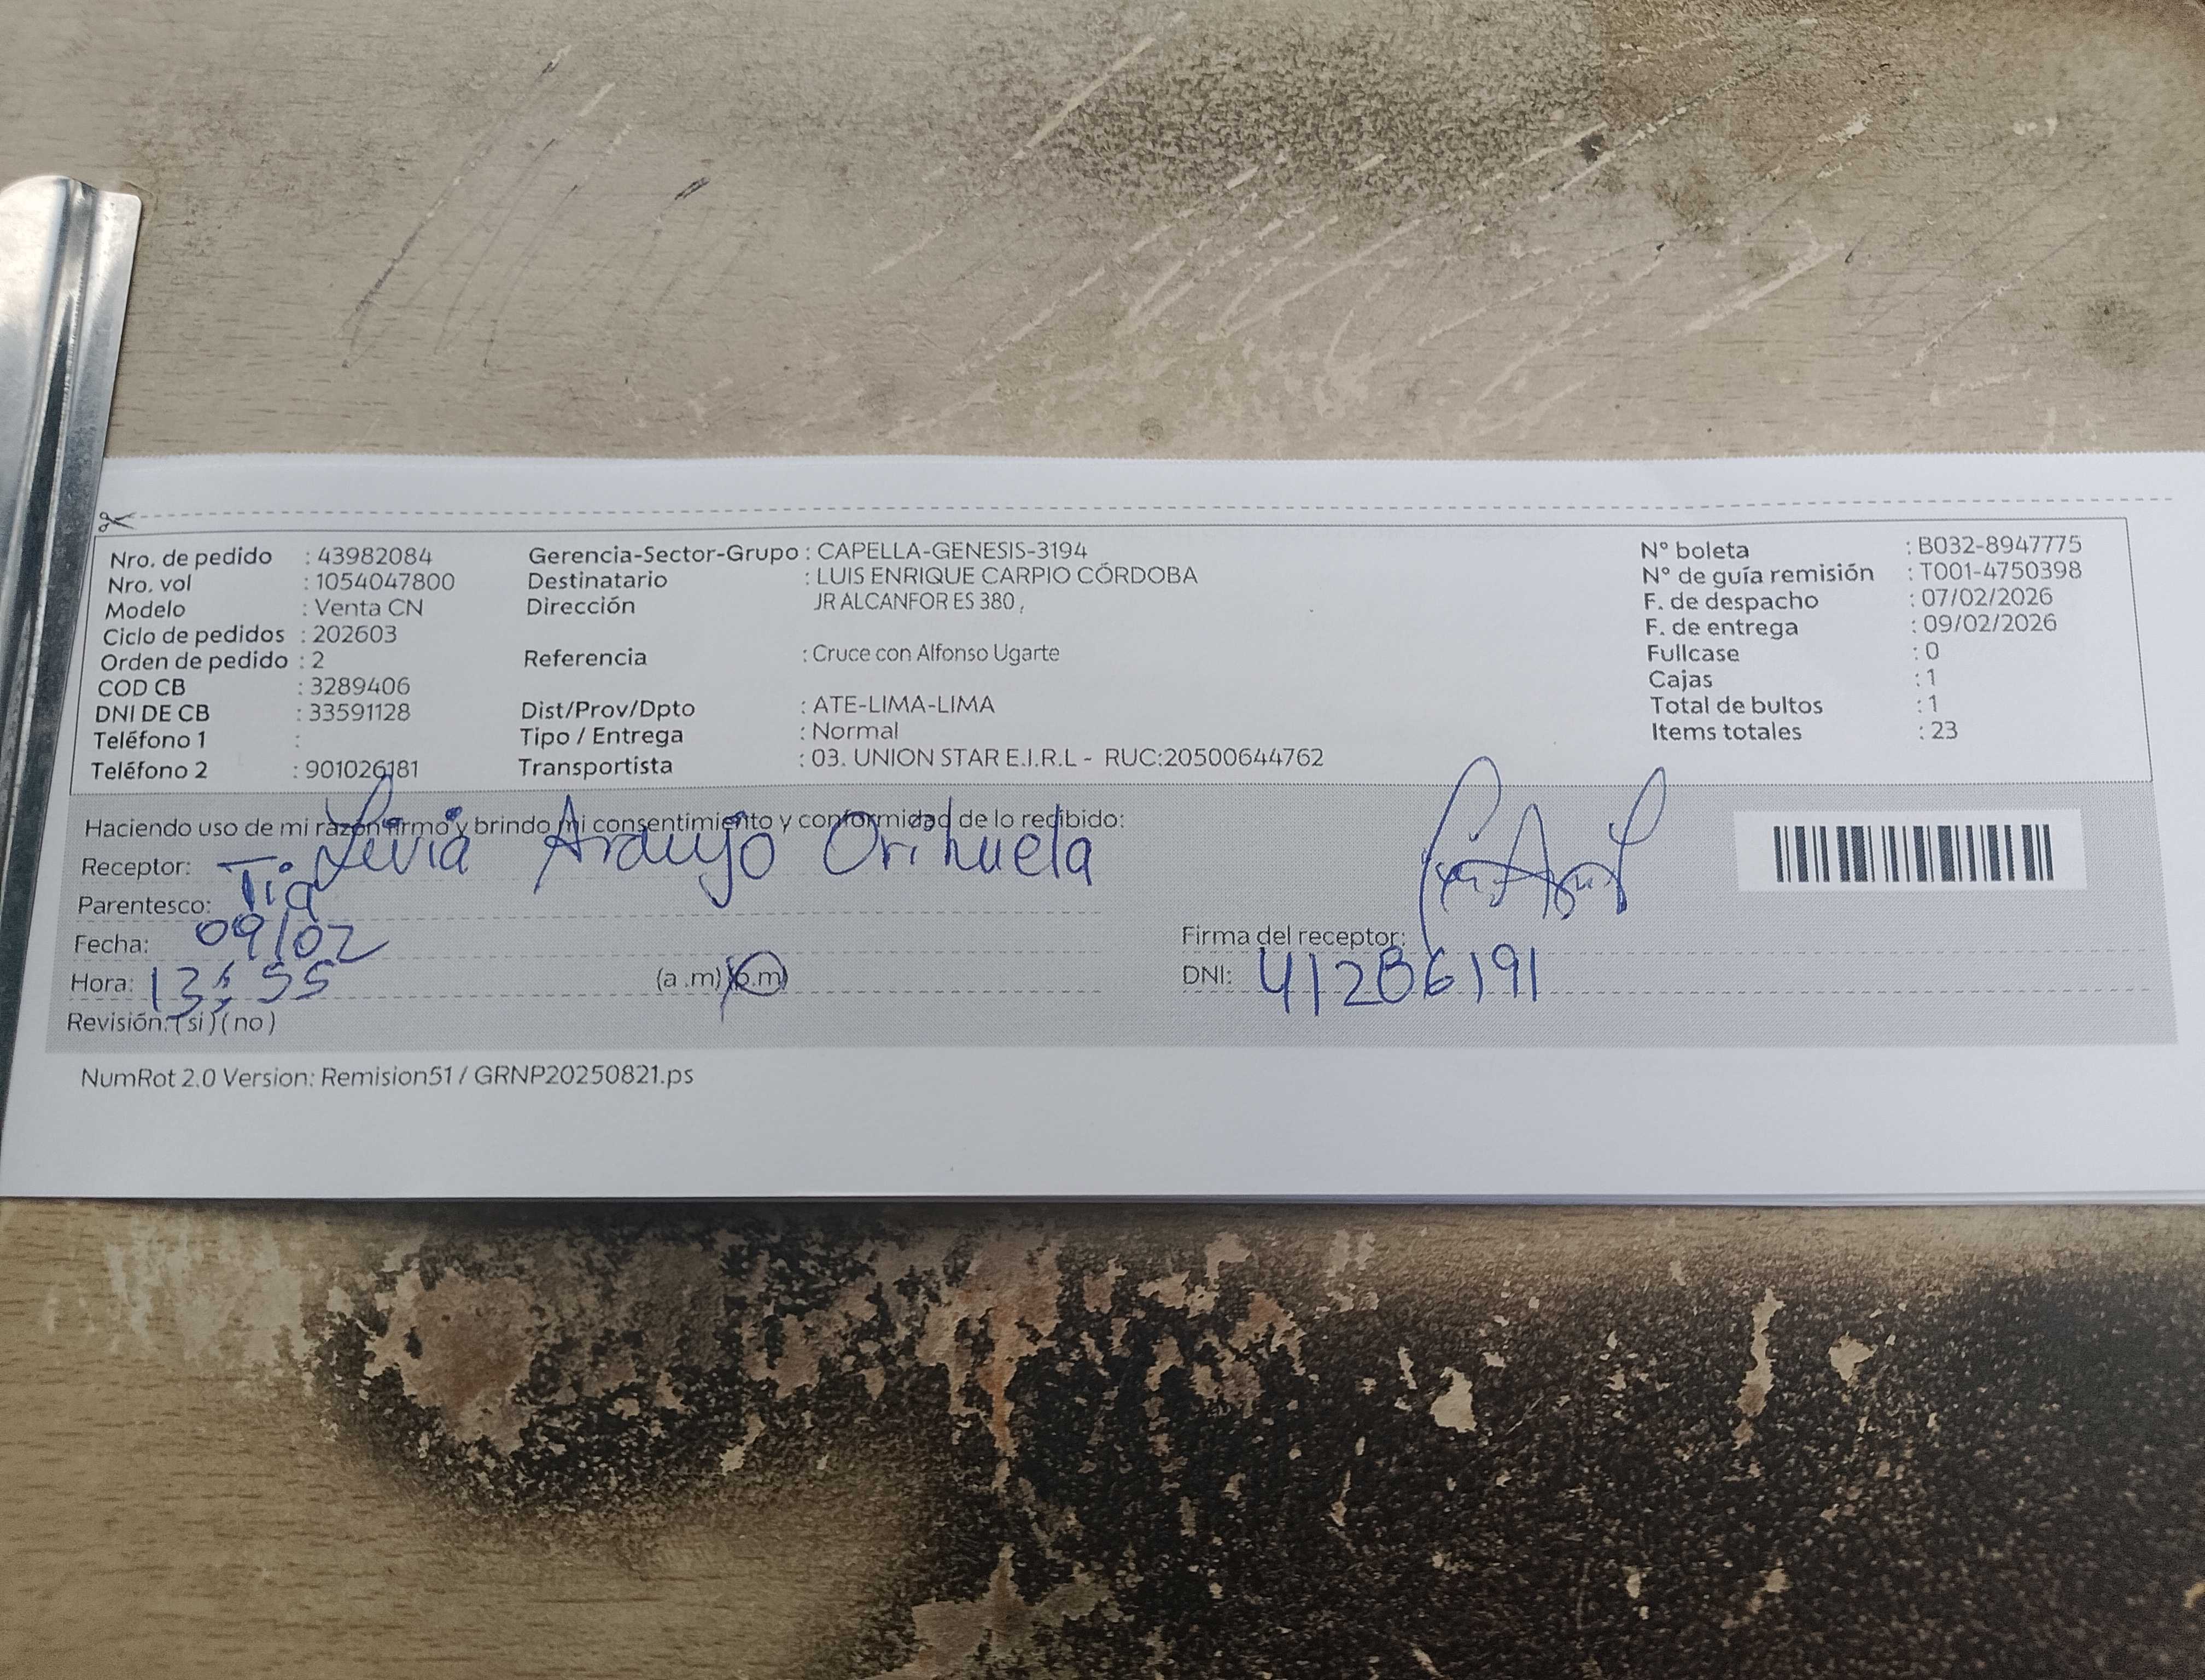 Nro. de pedido : 43982084
Nro. vol : 1054047800
Modelo : Venta CN
Ciclo de pedidos : 202603
Orden de pedido : 2
COD CB : 3289406
DNI DE CB : 33591128
Teléfono 1 :
Teléfono 2 : 901026181
Gerencia-Sector-Grupo : CAPELLA-GENESIS-3194
Destinatario : LUIS ENRIQUE CARPIO CÓRDOBA
Dirección JR ALCANFOR ES 380 ,
Referencia : Cruce con Alfonso Ugarte
Dist/Prov/Dpto : ATE-LIMA-LIMA
Tipo / Entrega : Normal
Transportista : 03. UNION STAR E.I.R.L - RUC:20500644762
N° boleta : B032-8947775
N° de guía remisión : T001-4750398
F. de despacho : 07/02/2026
F. de entrega : 09/02/2026
Fullcase : 0
Cajas : 1
Total de bultos : 1
Items totales : 23
Haciendo uso de mi razón firmo y brindo mi consentimiento y conformidad de lo recibido:
Receptor: Livia Araujo Orihuela
Parentesco: Tia
Fecha: 09/02
Hora: 13:55 (a .m) (p.m)
Revisión: (si) (no)
Firma del receptor:
DNI: 41286191
NumRot 2.0 Version: Remision51 / GRNP20250821.ps